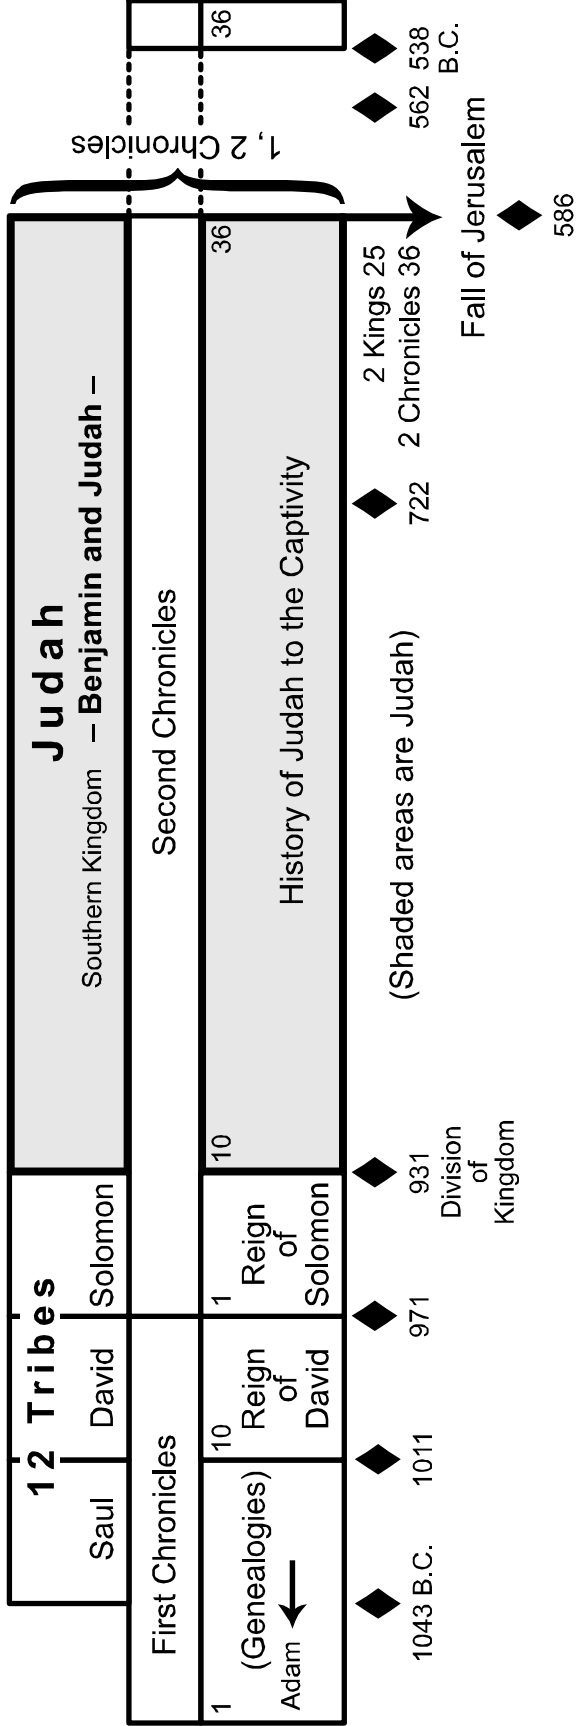 12 Tribes
Saul
David
Solomon
Judah
Southern Kingdom – Benjamin and Judah –
First Chronicles
Second Chronicles
1, 2 Chronicles
1
(Genealogies)
Adam
10
Reign
of
David
1
Reign
of
Solomon
10
History of Judah to the Captivity
36
36
1043 B.C.
1011
971
931
Division
of
Kingdom
(Shaded areas are Judah)
722
2 Kings 25
2 Chronicles 36
Fall of Jerusalem
586
562
538
B.C.